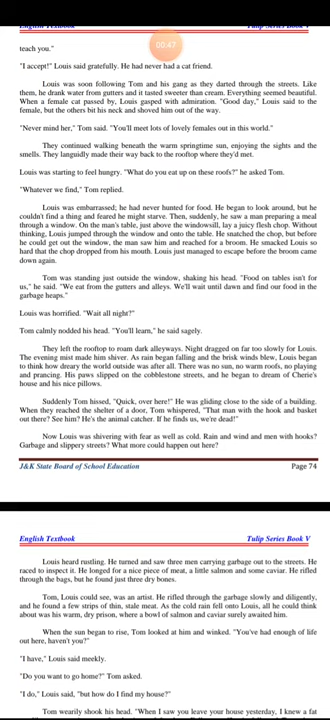 English Textbook Tulip Series Book V
00:47
teach you."
"I accept!" Louis said gratefully. He had never had a cat friend.
Louis was soon following Tom and his gang as they darted through the streets. Like
them, he drank water from gutters and it tasted sweeter than cream. Everything seemed beautiful.
When a female cat passed by, Louis gasped with admiration. "Good day," Louis said to the
female, but the others bit his neck and shoved him out of the way.
"Never mind her," Tom said. "You'll meet lots of lovely females out in this world."
They continued walking beneath the warm springtime sun, enjoying the sights and the
smells. They languidly made their way back to the rooftop where they'd met.
Louis was starting to feel hungry. "What do you eat up on these roofs?" he asked Tom.
"Whatever we find," Tom replied.
Louis was embarrassed; he had never hunted for food. He began to look around, but he
couldn't find a thing and feared he might starve. Then, suddenly, he saw a man preparing a meal
through a window. On the man's table, just above the windowsill, lay a juicy flesh chop. Without
thinking, Louis jumped through the window and onto the table. He snatched the chop, but before
he could get out the window, the man saw him and reached for a broom. He smacked Louis so
hard that the chop dropped from his mouth. Louis just managed to escape before the broom came
down again.
Tom was standing just outside the window, shaking his head. "Food on tables isn't for
us," he said. "We eat from the gutters and alleys. We'll wait until dawn and find our food in the
garbage heaps."
Louis was horrified. "Wait all night?"
Tom calmly nodded his head. "You'll learn," he said sagely.
They left the rooftop to roam dark alleyways. Night dragged on far too slowly for Louis.
The evening mist made him shiver. As rain began falling and the brisk winds blew, Louis began
to think how dreary the world outside was after all. There was no sun, no warm roofs, no playing
and prancing. His paws slipped on the cobblestone streets, and he began to dream of Cherie's
house and his nice pillows.
Suddenly Tom hissed, "Quick, over here!" He was gliding close to the side of a building.
When they reached the shelter of a door, Tom whispered, "That man with the hook and basket
out there? See him? He's the animal catcher. If he finds us, we're dead!"
Now Louis was shivering with fear as well as cold. Rain and wind and men with hooks?
Garbage and slippery streets? What more could happen out here?
J&K State Board of School Education Page 74
English Textbook Tulip Series Book V
Louis heard rustling. He turned and saw three men carrying garbage out to the streets. He
raced to inspect it. He longed for a nice piece of meat, a little salmon and some caviar. He rifled
through the bags, but he found just three dry bones.
Tom, Louis could see, was an artist. He rifled through the garbage slowly and diligently,
and he found a few strips of thin, stale meat. As the cold rain fell onto Louis, all he could think
about was his warm, dry prison, where a bowl of salmon and caviar surely awaited him.
When the sun began to rise, Tom looked at him and winked. "You've had enough of life
out here, haven't you?"
"I have," Louis said meekly.
"Do you want to go home?" Tom asked.
"I do," Louis said, "but how do I find my house?"
Tom wearily shook his head. "When I saw you leave your house yesterday, I knew a fat